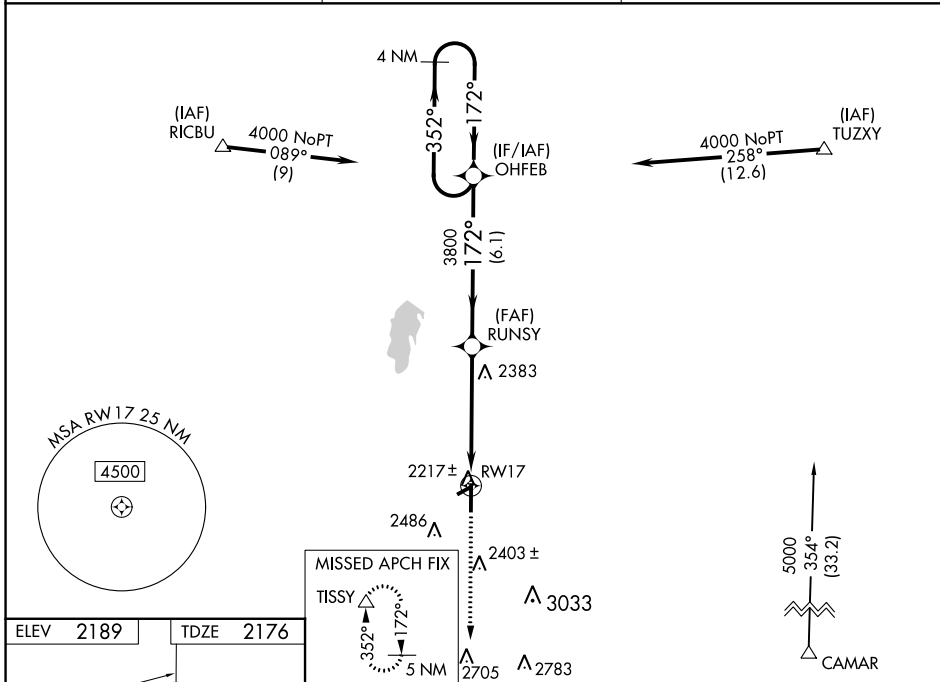 4 NM
352°
172°
(IAF)
RICBU
4000 NoPT
089°
(9)
(IF/IAF)
OHFEB
(IAF)
TUZXY
4000 NoPT
258°
(12.6)
3800
172°
(6.1)
(FAF)
RUNSY
2383
MSA RW17 25 NM
4500
2217 ±
RW17
2486
2403 ±
3033
2705
2783
MISSED APCH FIX
TISSY
352°
172°
5 NM
5000
354°
(33.2)
CAMAR
ELEV 2189
TDZE 2176